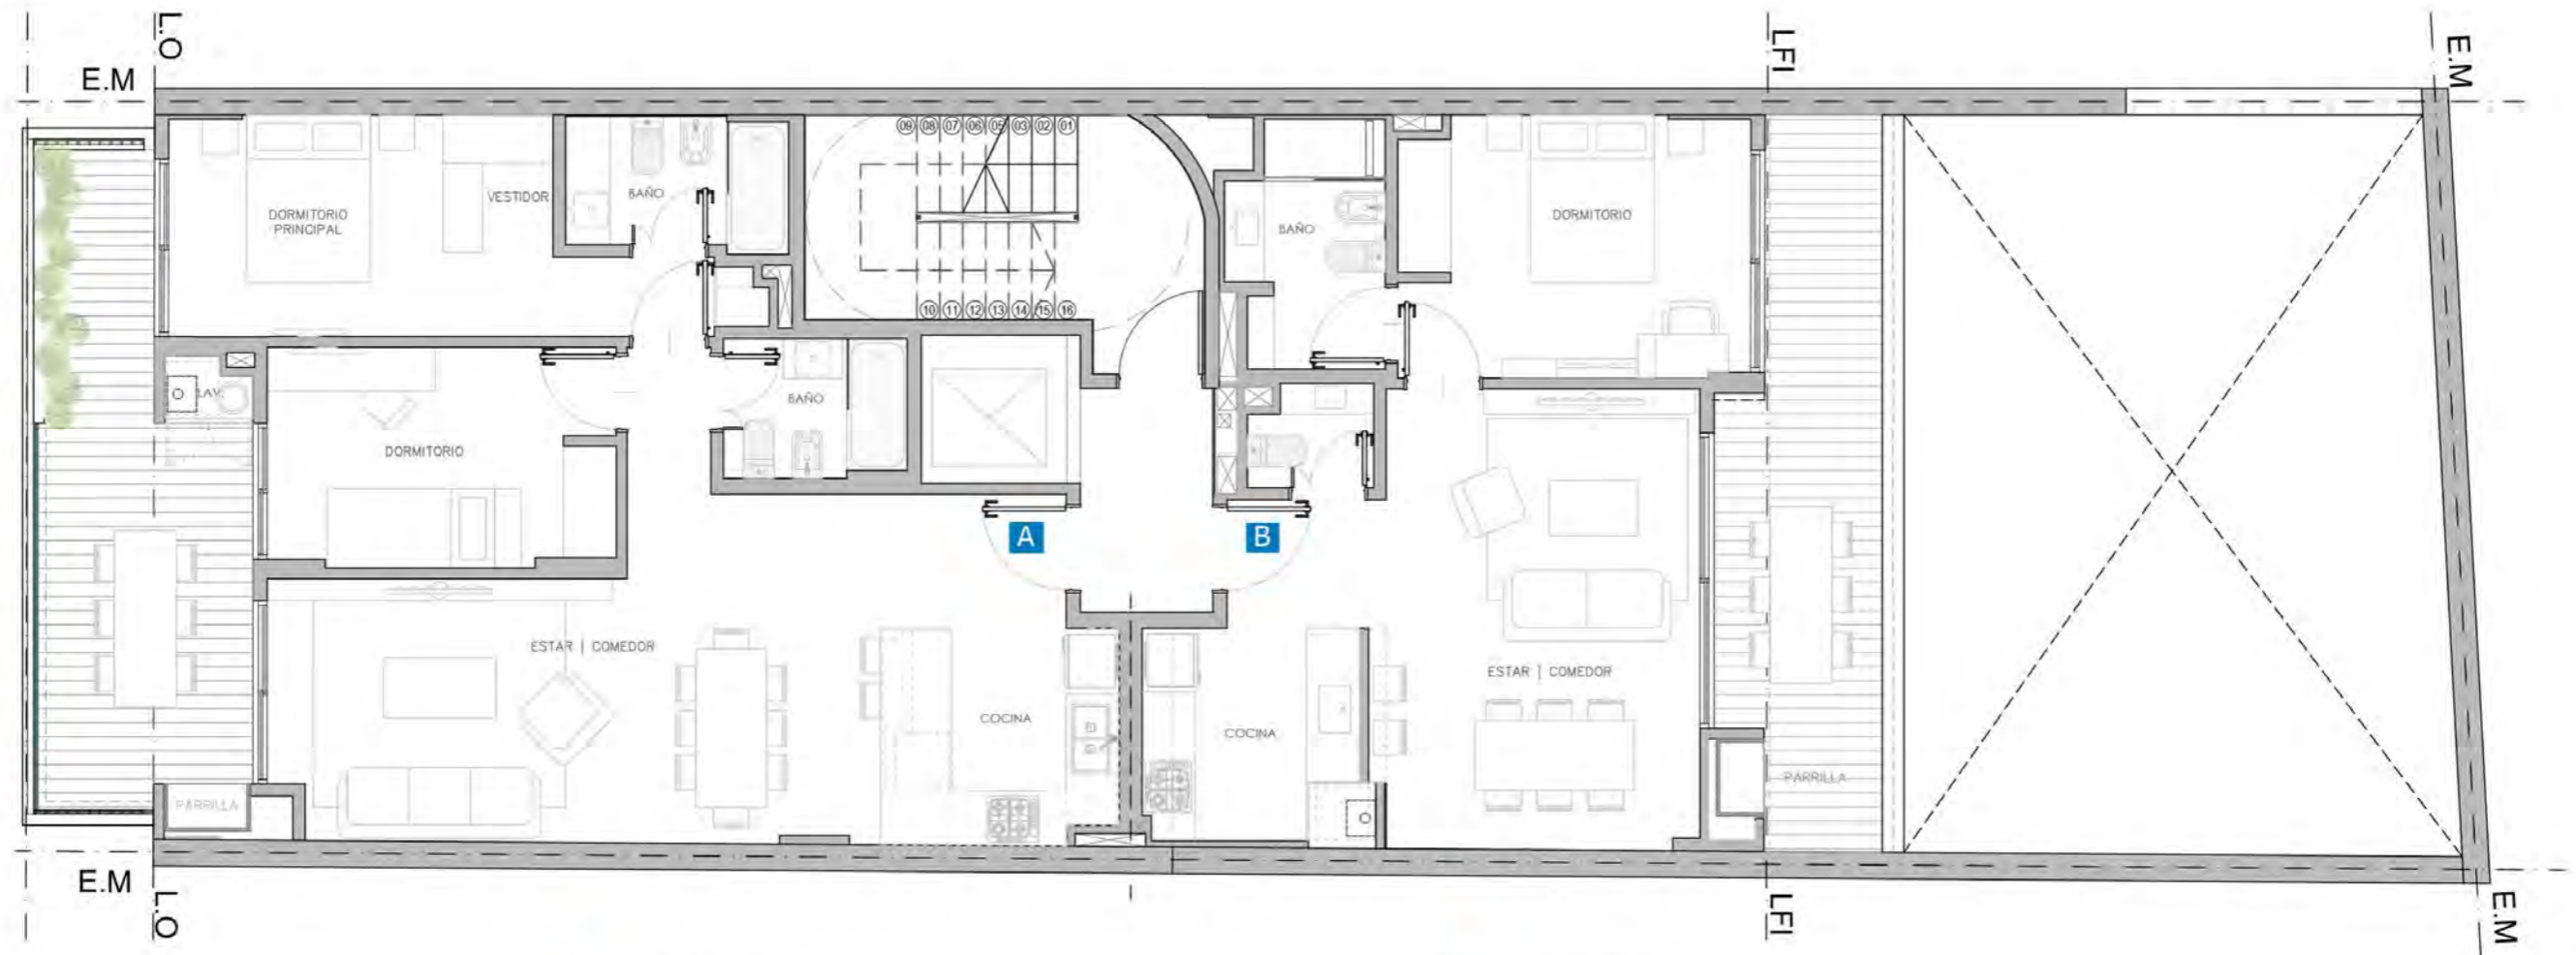 L.O
LFI
E.M
E.M
09 08 07 06 05 03 02 01
VESTIDOR
BAÑO
DORMITORIO
PRINCIPAL
BAÑO
DORMITORIO
10 11 12 13 14 15 16
LAV.
BAÑO
DORMITORIO
A
B
ESTAR | COMEDOR
ESTAR | COMEDOR
COCINA
COCINA
PARRILLA
PARRILLA
E.M
L.O
LFI
E.M